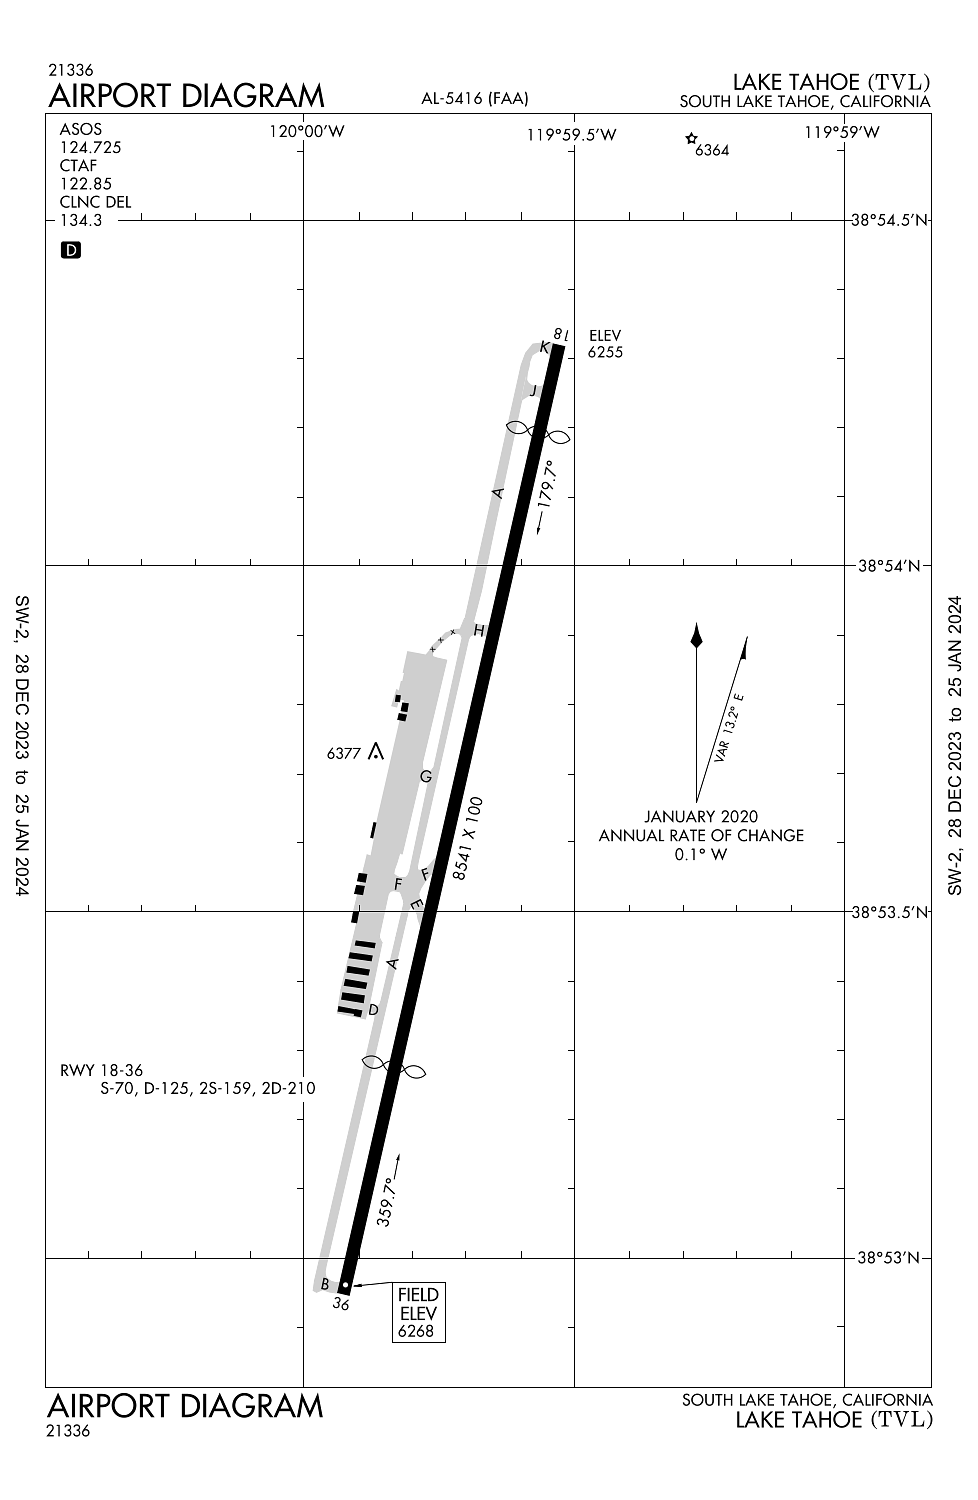 21336
AIRPORT DIAGRAM
AL-5416 (FAA)
LAKE TAHOE (TVL)
SOUTH LAKE TAHOE, CALIFORNIA
ASOS
124.725
CTAF
122.85
CLNC DEL
134.3
D
120°00'W
119°59.5'W
119°59'W
6364
38°54.5'N
18
ELEV
6255
K
J
A
179.7°
38°54'N
H
VAR 13.2° E
JANUARY 2020
ANNUAL RATE OF CHANGE
0.1° W
6377
G
8541 X 100
F
F
E
38°53.5'N
A
D
RWY 18-36
S-70, D-125, 2S-159, 2D-210
359.7°
38°53'N
B
36
FIELD
ELEV
6268
SW-2, 28 DEC 2023 to 25 JAN 2024
SW-2, 28 DEC 2023 to 25 JAN 2024
AIRPORT DIAGRAM
21336
SOUTH LAKE TAHOE, CALIFORNIA
LAKE TAHOE (TVL)